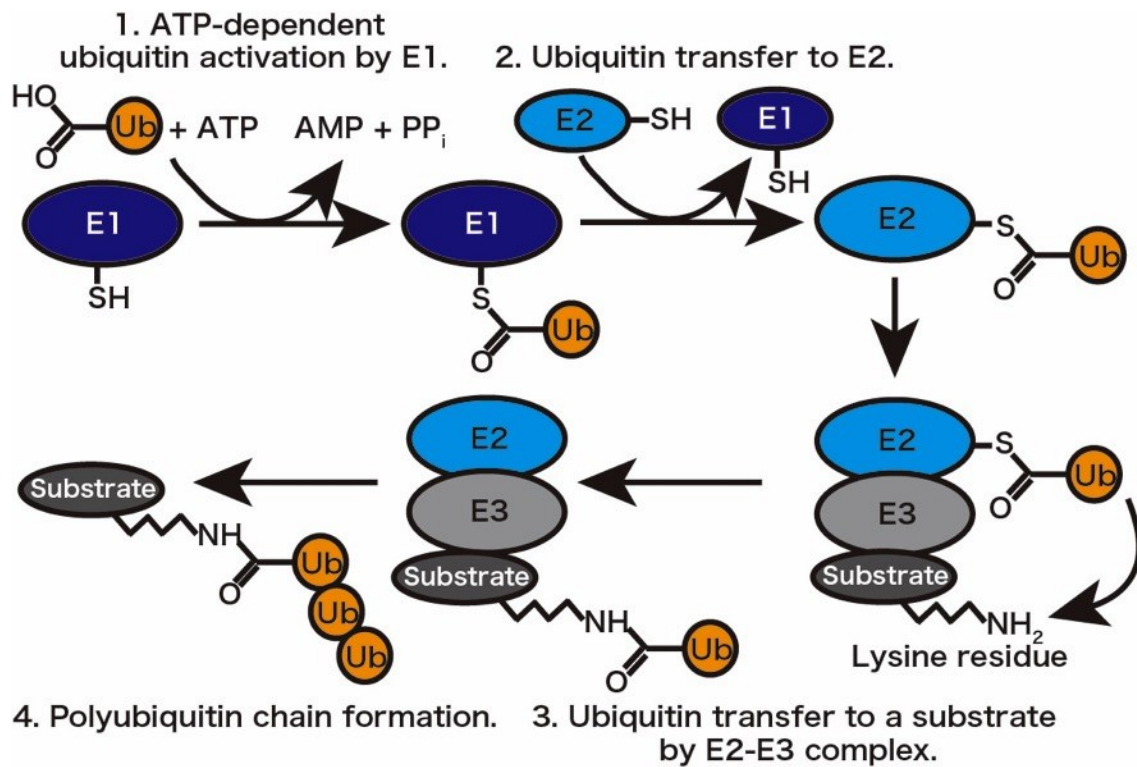 1. ATP-dependent
ubiquitin activation by E1.
2. Ubiquitin transfer to E2.
HO
O
Ub + ATP
AMP + PPi
E1
SH
E1
S
O
Ub
E2
SH
E1
SH
E2
S
O
Ub
E2
S
O
Ub
E3
Substrate
NH2
Lysine residue
E2
E3
Substrate
NH
O
Ub
Substrate
NH
O
Ub
Ub
Ub
3. Ubiquitin transfer to a substrate
by E2-E3 complex.
4. Polyubiquitin chain formation.